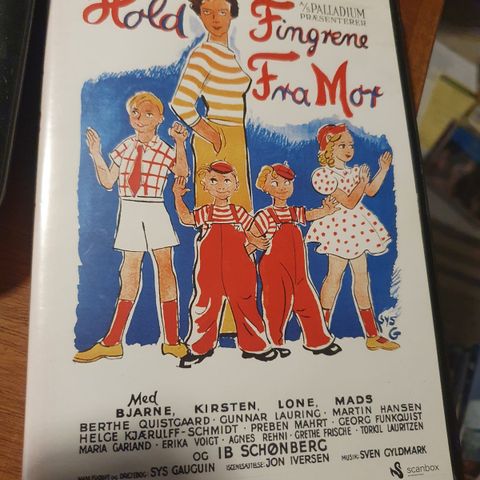 Hold
A/S PALLADIUM
PRÆSENTERER
Fingrene
Fra Mor
SYS
G
Med
BJARNE, KIRSTEN, LONE, MADS
BERTHE QUISTGAARD · GUNNAR LAURING · MARTIN HANSEN
HELGE KJÆRULFF-SCHMIDT · PREBEN MAHRT · GEORG FUNKQUIST
MARIA GARLAND · ERIKA VOIGT · AGNES REHNI · GRETHE FRISCHE · TORKIL LAURITZEN
OG IB SCHØNBERG
SYS GAUGUIN ISCENESÆTTELSE: JON IVERSEN MUSIK: SVEN GYLDMARK
scanbox